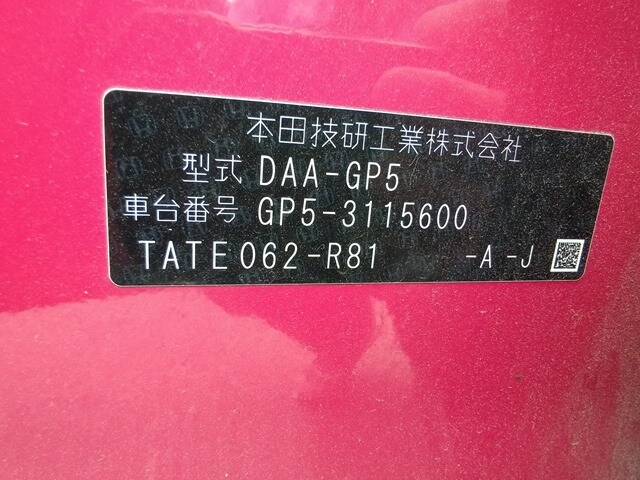 本田技研工業株式会社
型式 DAA-GP5
車台番号 GP5-3115600
TATE062-R81 -A -J